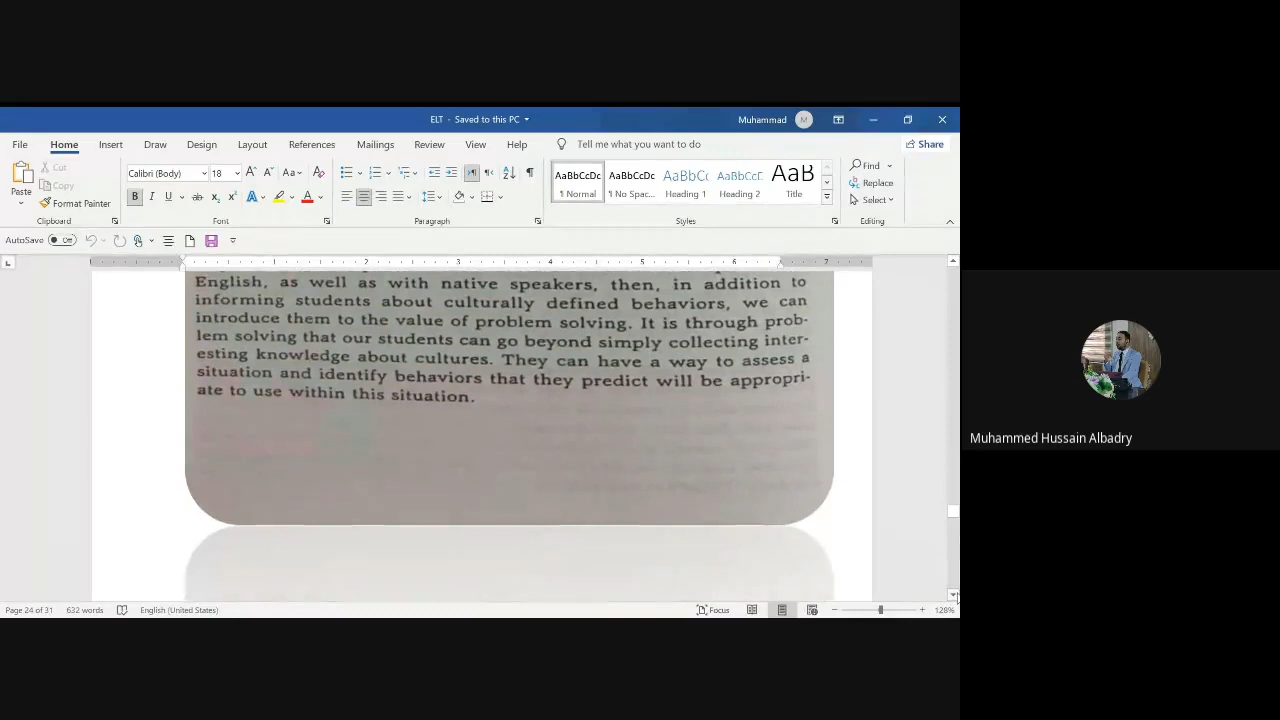 ELT - Saved to this PC
Muhammad M
File Home Insert Draw Design Layout References Mailings Review View Help Tell me what you want to do Share
Paste
Cut
Copy
Format Painter
Clipboard
Calibri (Body) 18
Font
Paragraph
AaBbCcDc AaBbCcDc AaBbCc AaBbCcE AaB
¶ Normal ¶ No Spac... Heading 1 Heading 2 Title
Styles
Find
Replace
Select
Editing
AutoSave Off
English, as well as with native speakers, then, in addition to
informing students about culturally defined behaviors, we can
introduce them to the value of problem solving. It is through prob-
lem solving that our students can go beyond simply collecting inter-
esting knowledge about cultures. They can have a way to assess a
situation and identify behaviors that they predict will be appropri-
ate to use within this situation.
Page 24 of 31 632 words English (United States) Focus 128%
Muhammed Hussain Albadry